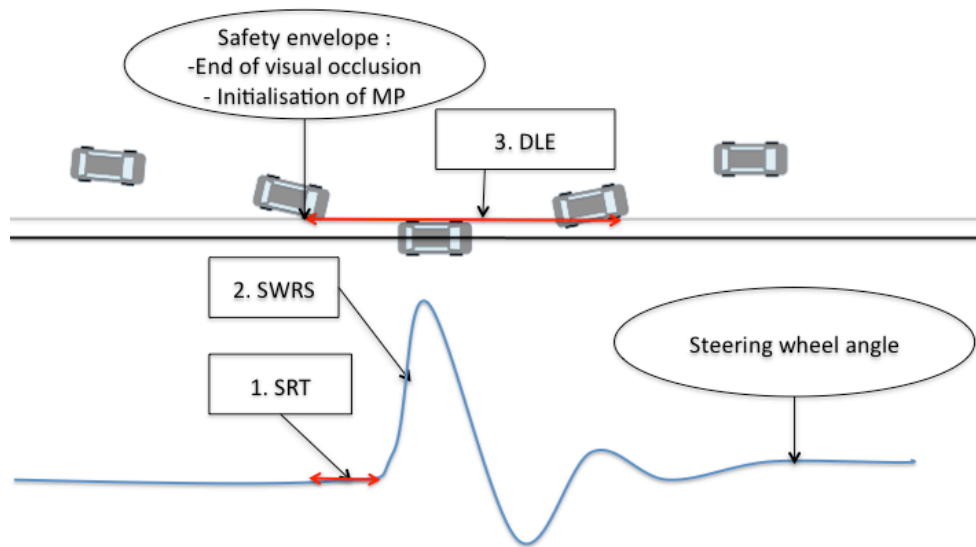 Safety envelope :
-End of visual occlusion
- Initialisation of MP
3. DLE
2. SWRS
Steering wheel angle
1. SRT